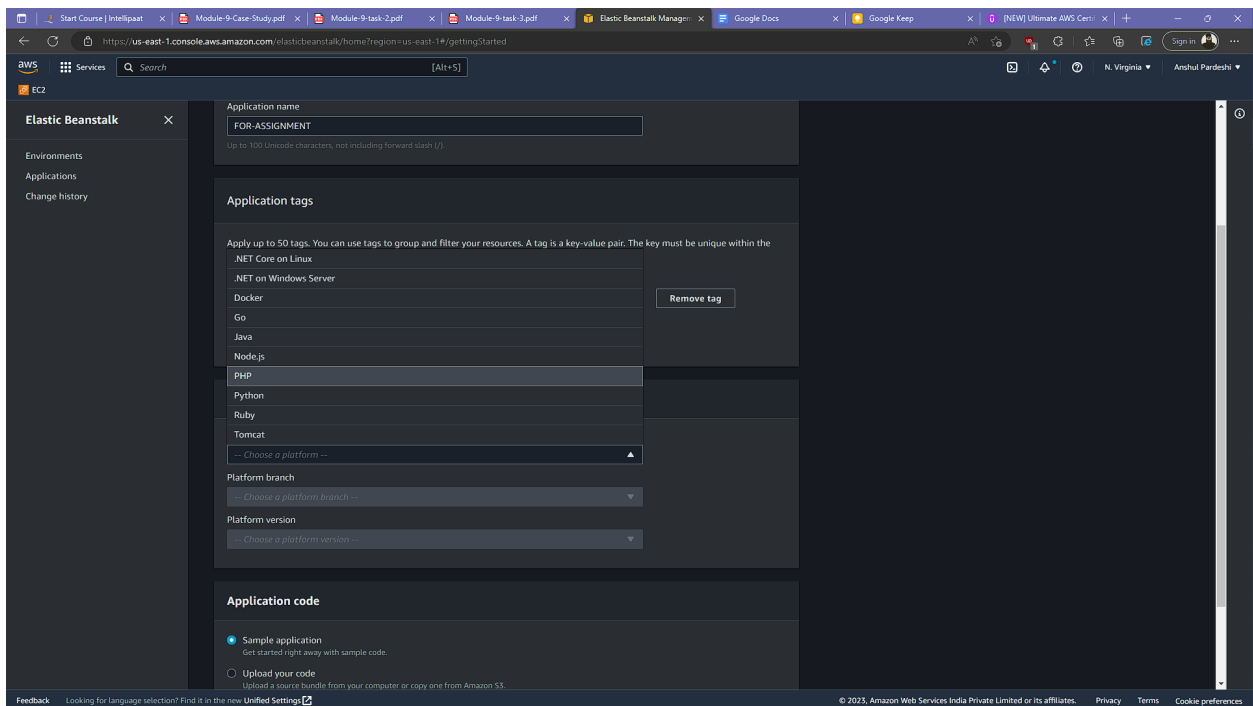 Start Course | Intellipaat
Module-9-Case-Study.pdf
Module-9-task-2.pdf
Module-9-task-3.pdf
Elastic Beanstalk Managem
Google Docs
Google Keep
[NEW] Ultimate AWS Certi
https://us-east-1.console.aws.amazon.com/elasticbeanstalk/home?region=us-east-1#/gettingStarted
Sign in
aws
Services
Search
[Alt+S]
N. Virginia
Anshul Pardeshi
EC2
Elastic Beanstalk
Environments
Applications
Change history
Application name
FOR-ASSIGNMENT
Up to 100 Unicode characters, not including forward slash (/).
Application tags
Apply up to 50 tags. You can use tags to group and filter your resources. A tag is a key-value pair. The key must be unique within the
.NET Core on Linux
.NET on Windows Server
Docker
Remove tag
Go
Java
Node.js
PHP
Python
Ruby
Tomcat
-- Choose a platform --
Platform branch
-- Choose a platform branch --
Platform version
-- Choose a platform version --
Application code
Sample application
Get started right away with sample code.
Upload your code
Upload a source bundle from your computer or copy one from Amazon S3.
Feedback
Looking for language selection? Find it in the new Unified Settings
© 2023, Amazon Web Services India Private Limited or its affiliates.
Privacy
Terms
Cookie preferences